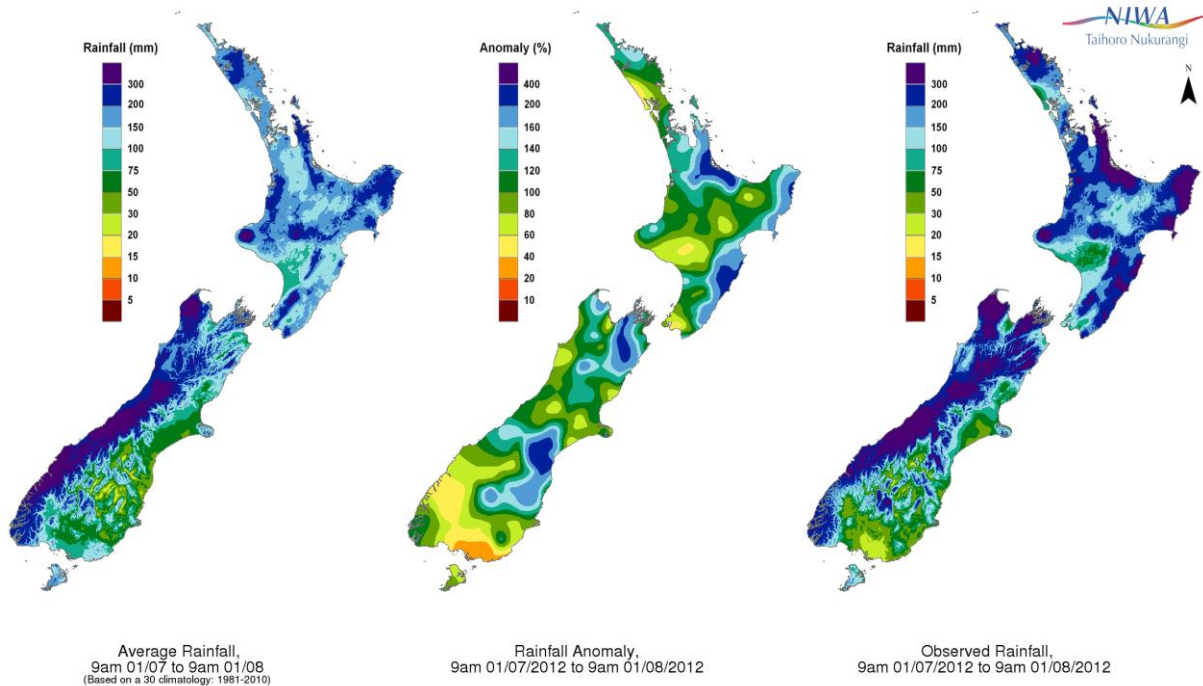 NIWA
Taihoro Nukurangi
N
Rainfall (mm)
300
200
150
100
75
50
30
20
15
10
5
Anomaly (%)
400
200
160
140
120
100
80
60
40
20
10
Rainfall (mm)
300
200
150
100
75
50
30
20
15
10
5
Average Rainfall,
9am 01/07 to 9am 01/08
(Based on a 30 climatology: 1981-2010)
Rainfall Anomaly,
9am 01/07/2012 to 9am 01/08/2012
Observed Rainfall,
9am 01/07/2012 to 9am 01/08/2012